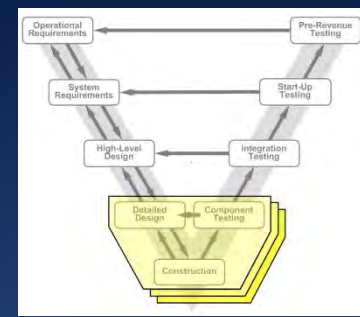 Operational
Requirements
Pre-Revenue
Testing
System
Requirements
Start-Up
Testing
High-Level
Design
Integration
Testing
Detailed
Design
Component
Testing
Construction